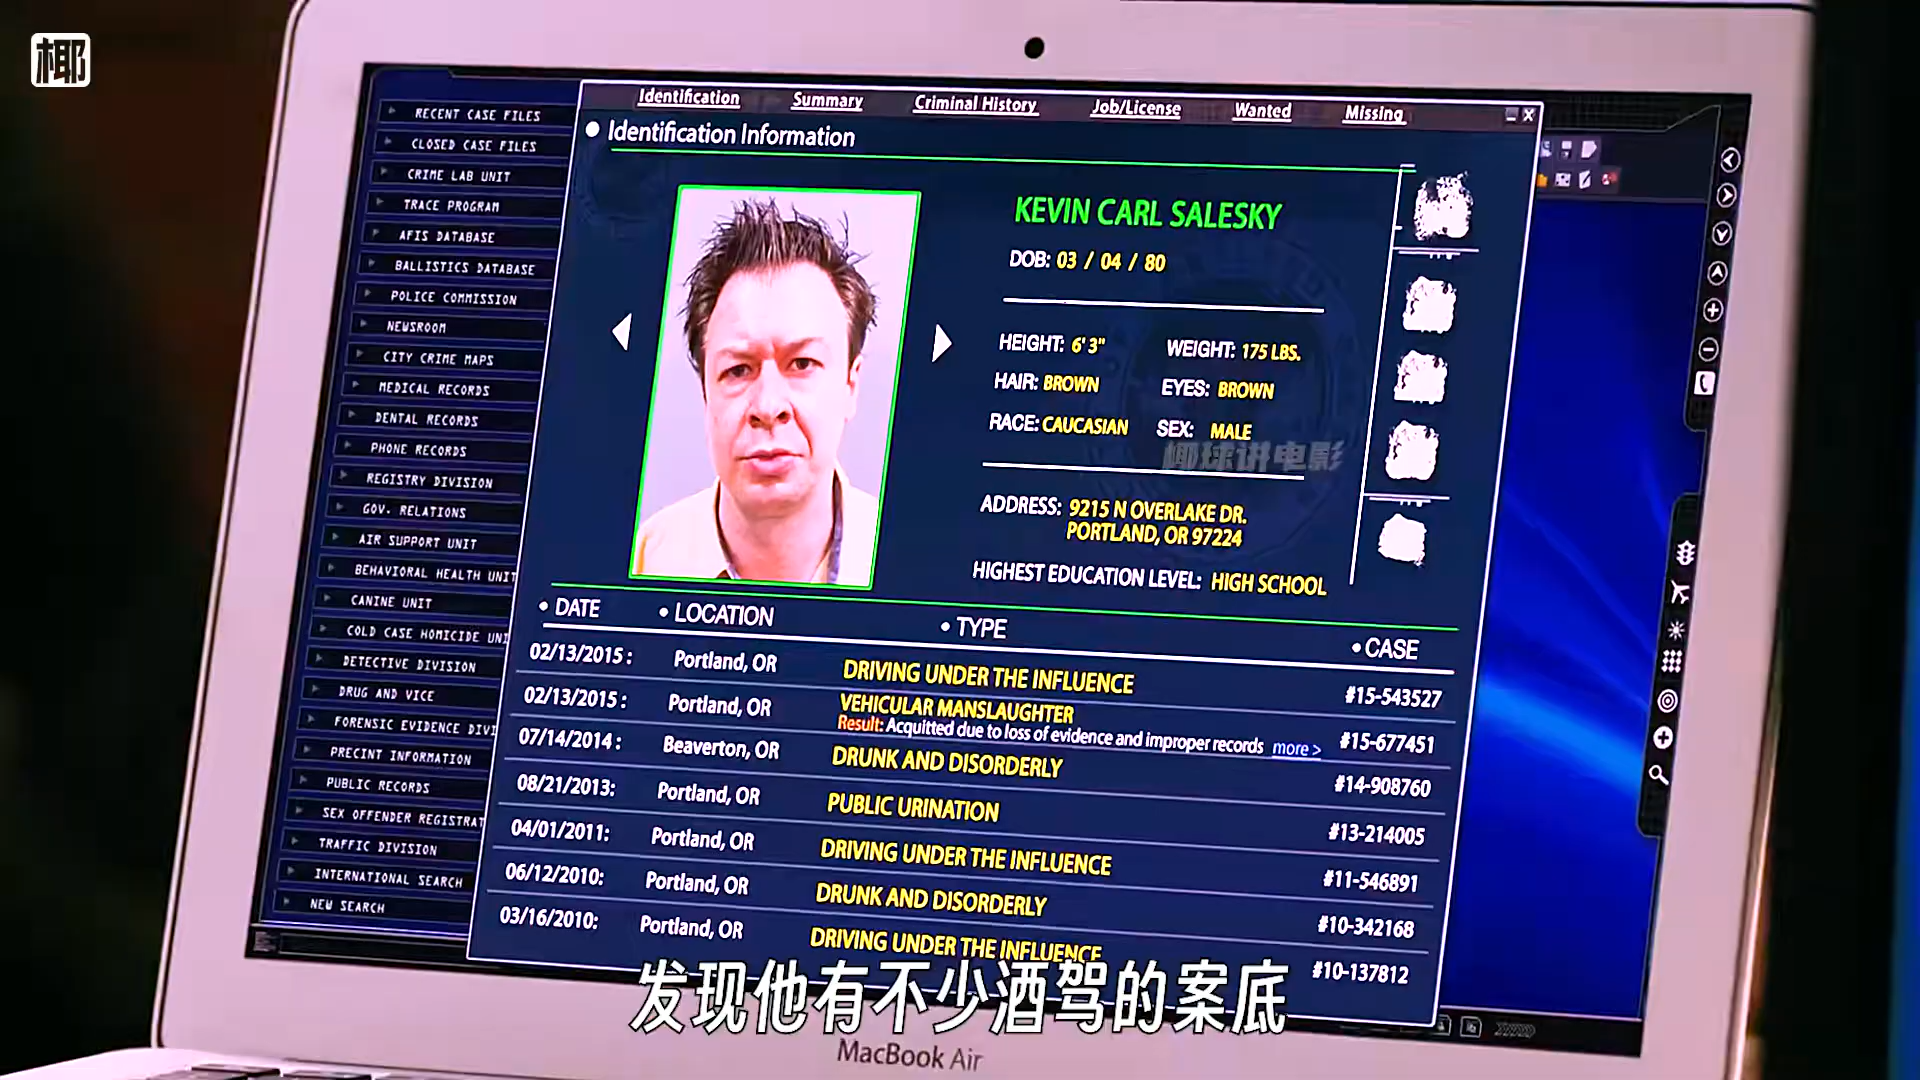 椰
Identification Summary Criminal History Job/License Wanted Missing
Identification Information
RECENT CASE FILES
CLOSED CASE FILES
CRIME LAB UNIT
TRACE PROGRAM
AFIS DATABASE
BALLISTICS DATABASE
POLICE COMMISSION
NEWSROOM
CITY CRIME MAPS
MEDICAL RECORDS
DENTAL RECORDS
PHONE RECORDS
REGISTRY DIVISION
GOV. RELATIONS
AIR SUPPORT UNIT
BEHAVIORAL HEALTH UNIT
CANINE UNIT
COLD CASE HOMICIDE UNI
DETECTIVE DIVISION
DRUG AND VICE
FORENSIC EVIDENCE DIVI
PRECINT INFORMATION
PUBLIC RECORDS
SEX OFFENDER REGISTRAT
TRAFFIC DIVISION
INTERNATIONAL SEARCH
NEW SEARCH
KEVIN CARL SALESKY
DOB: 03 / 04 / 80
HEIGHT: 6' 3" WEIGHT: 175 LBS.
HAIR: BROWN EYES: BROWN
RACE: CAUCASIAN SEX: MALE
椰球讲电影
ADDRESS: 9215 N OVERLAKE DR.
PORTLAND, OR 97224
HIGHEST EDUCATION LEVEL: HIGH SCHOOL
• DATE • LOCATION • TYPE • CASE
02/13/2015 : Portland, OR DRIVING UNDER THE INFLUENCE #15-543527
02/13/2015 : Portland, OR VEHICULAR MANSLAUGHTER #15-677451
Result: Acquitted due to loss of evidence and improper records more >
07/14/2014 : Beaverton, OR DRUNK AND DISORDERLY #14-908760
08/21/2013: Portland, OR PUBLIC URINATION #13-214005
04/01/2011: Portland, OR DRIVING UNDER THE INFLUENCE #11-546891
06/12/2010: Portland, OR DRUNK AND DISORDERLY #10-342168
03/16/2010: Portland, OR DRIVING UNDER THE INFLUENCE #10-137812
发现他有不少酒驾的案底
MacBook Air